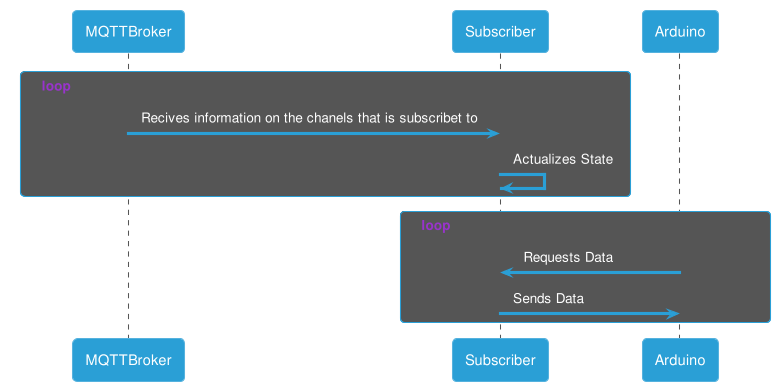 MQTTBroker
Subscriber
Arduino
loop
Recives information on the chanels that is subscribet to
Actualizes State
loop
Requests Data
Sends Data
MQTTBroker
Subscriber
Arduino